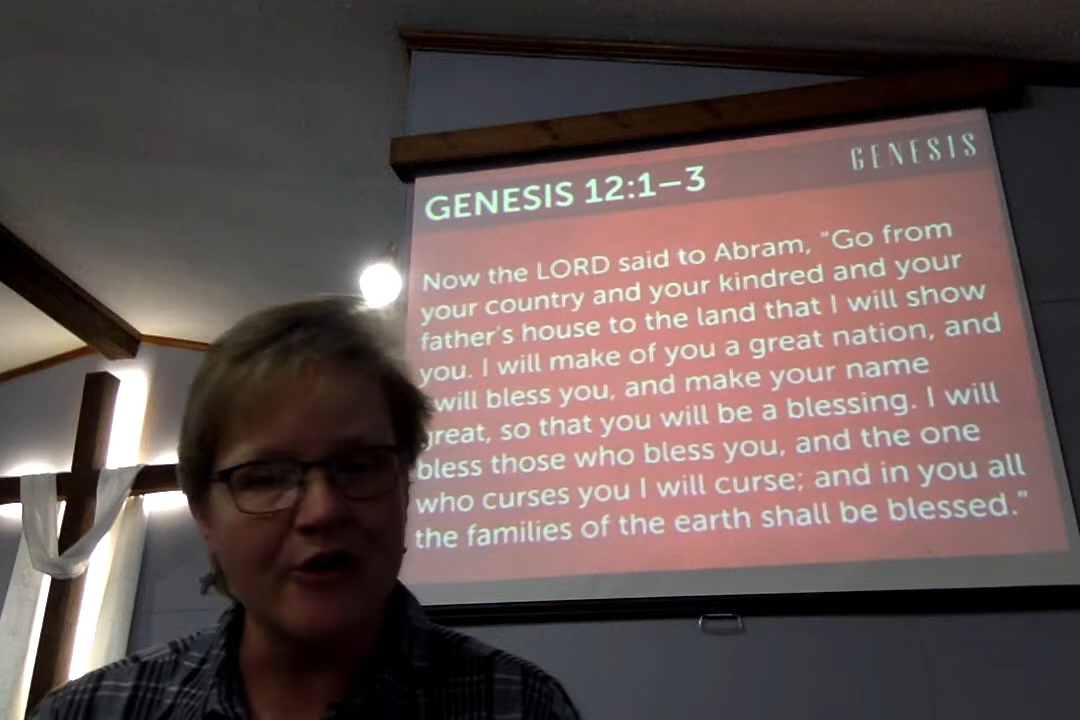 GENESIS
GENESIS 12:1–3
Now the LORD said to Abram, "Go from
your country and your kindred and your
father's house to the land that I will show
you. I will make of you a great nation, and
will bless you, and make your name
great, so that you will be a blessing. I will
bless those who bless you, and the one
who curses you I will curse; and in you all
the families of the earth shall be blessed."